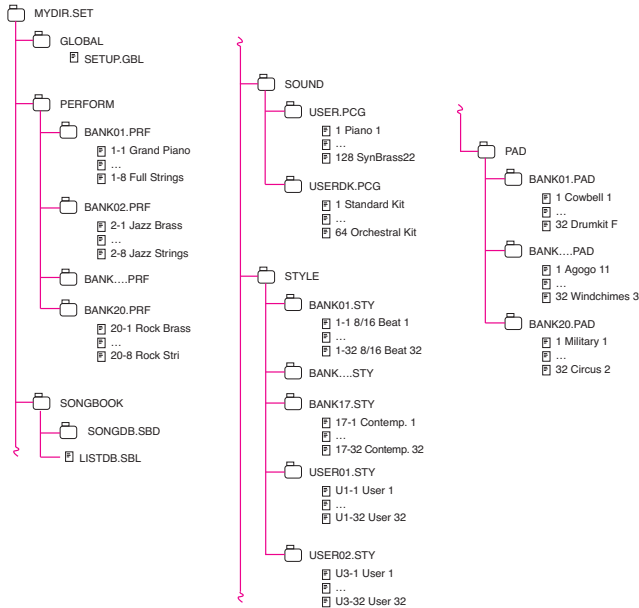 MYDIR.SET
GLOBAL
SETUP.GBL
PERFORM
BANK01.PRF
1-1 Grand Piano
…
1-8 Full Strings
BANK02.PRF
2-1 Jazz Brass
…
2-8 Jazz Strings
BANK….PRF
BANK20.PRF
20-1 Rock Brass
…
20-8 Rock Stri
SONGBOOK
SONGDB.SBD
LISTDB.SBL
SOUND
USER.PCG
1 Piano 1
…
128 SynBrass22
USERDK.PCG
1 Standard Kit
…
64 Orchestral Kit
STYLE
BANK01.STY
1-1 8/16 Beat 1
…
1-32 8/16 Beat 32
BANK….STY
BANK17.STY
17-1 Contemp. 1
…
17-32 Contemp. 32
USER01.STY
U1-1 User 1
…
U1-32 User 32
USER02.STY
U3-1 User 1
…
U3-32 User 32
PAD
BANK01.PAD
1 Cowbell 1
…
32 Drumkit F
BANK….PAD
1 Agogo 11
…
32 Windchimes 3
BANK20.PAD
1 Military 1
…
32 Circus 2